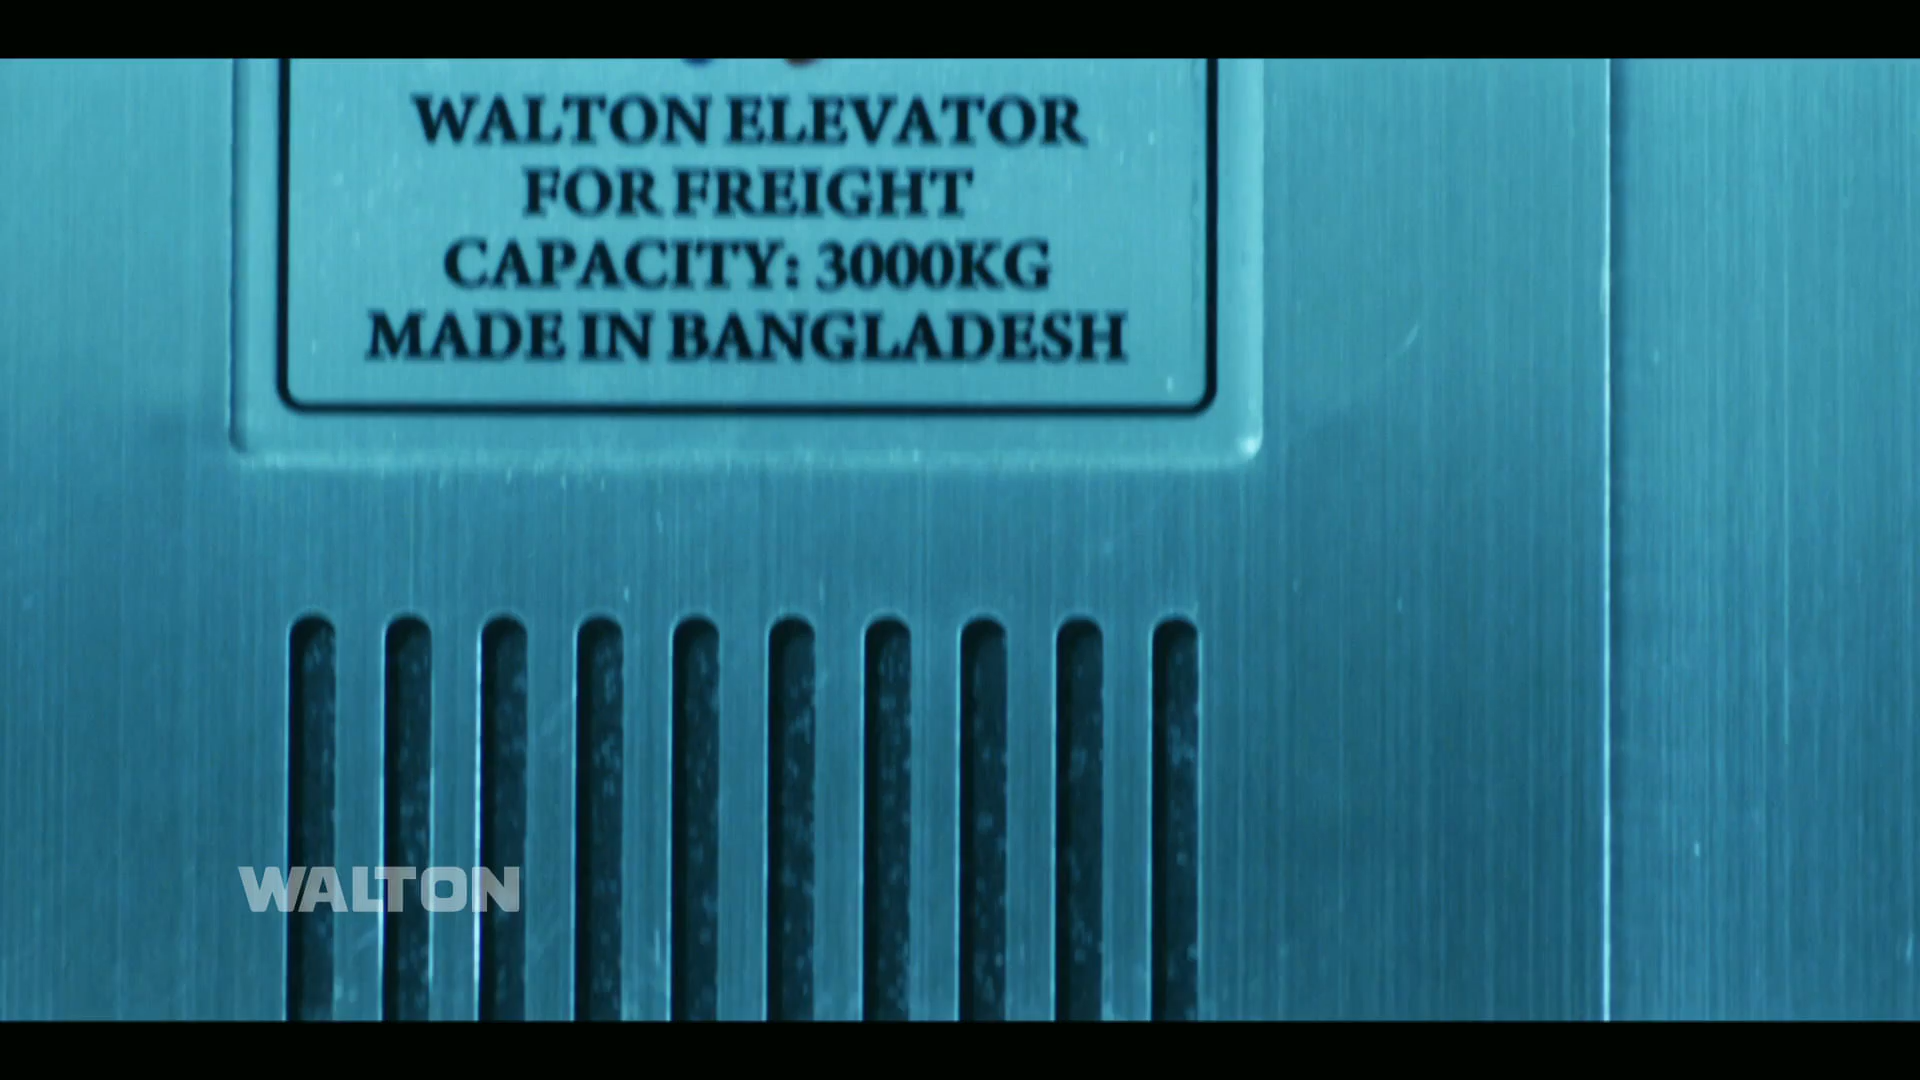 WALTON ELEVATOR
FOR FREIGHT
CAPACITY: 3000KG
MADE IN BANGLADESH
WALTON